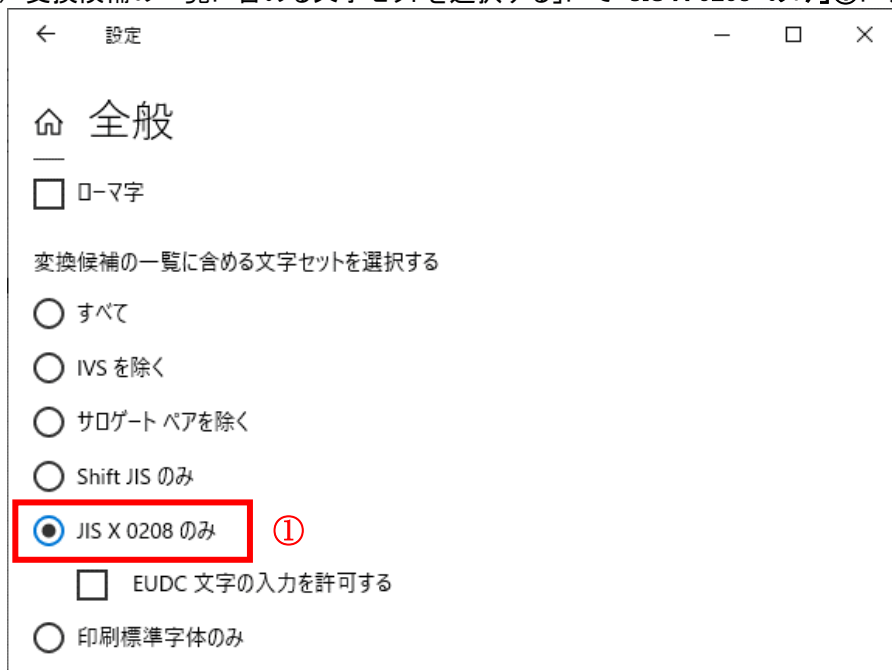 設定
全般
ローマ字
変換候補の一覧に含める文字セットを選択する
すべて
IVS を除く
サロゲート ペアを除く
Shift JIS のみ
JIS X 0208 のみ ①
EUDC 文字の入力を許可する
印刷標準字体のみ